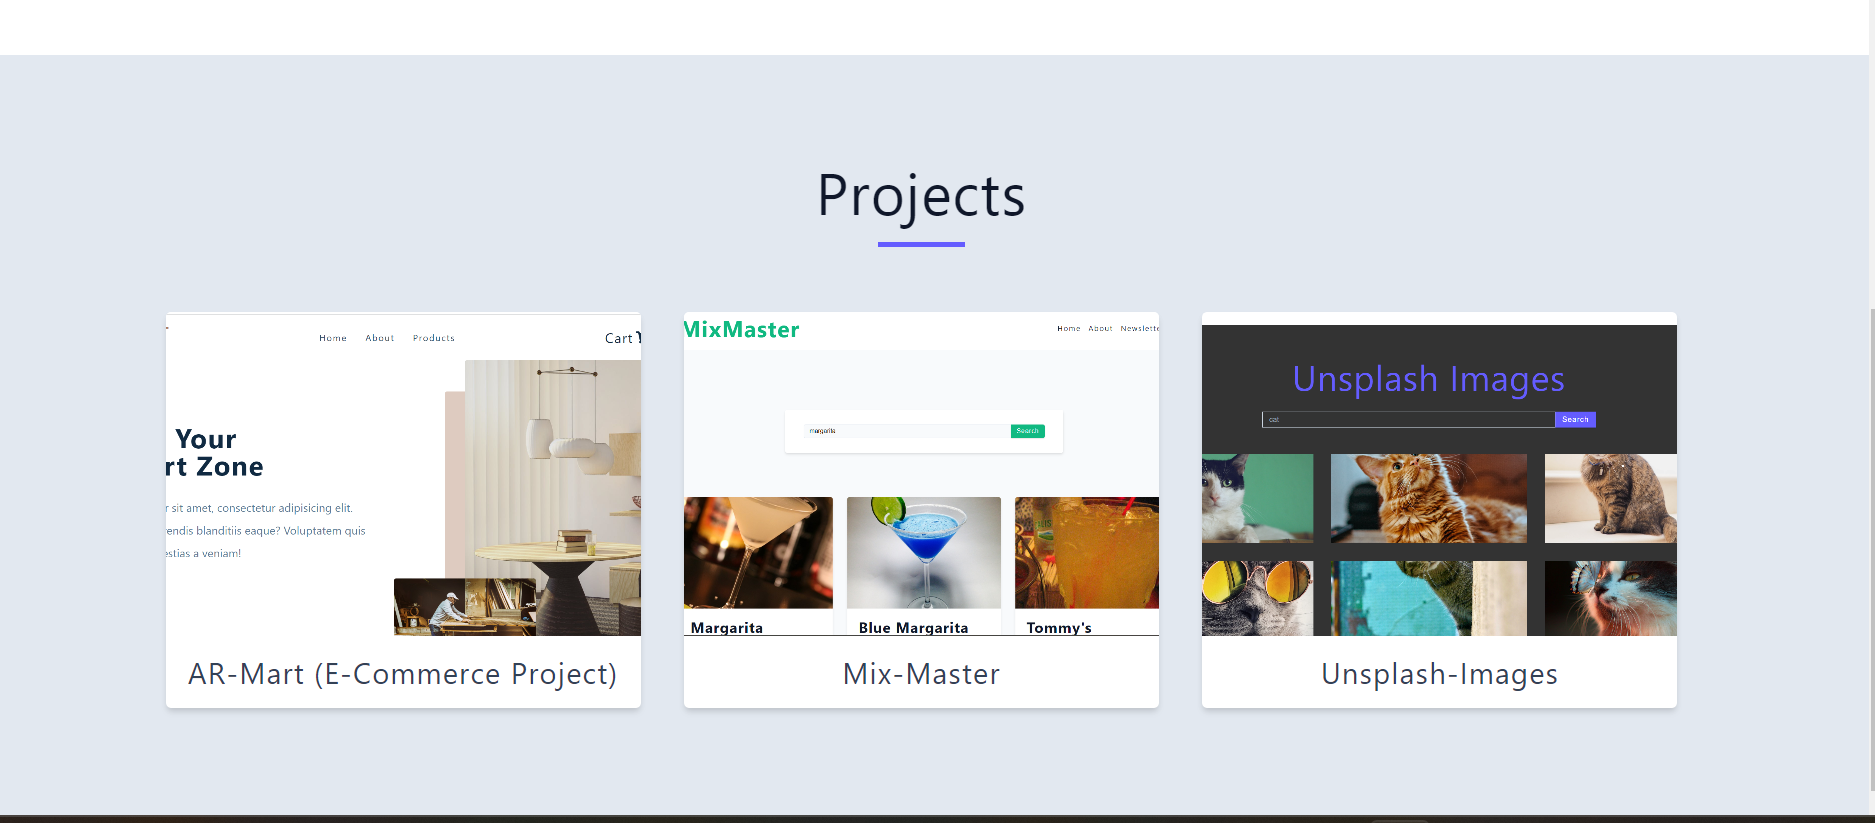 Projects
Home About Products Cart
Your
rt Zone
r sit amet, consectetur adipisicing elit.
endis blanditiis eaque? Voluptatem quis
estias a veniam!
AR-Mart (E-Commerce Project)
MixMaster
Home About Newslette
margarita Search
Margarita Blue Margarita Tommy's
Mix-Master
Unsplash Images
cat Search
Unsplash-Images